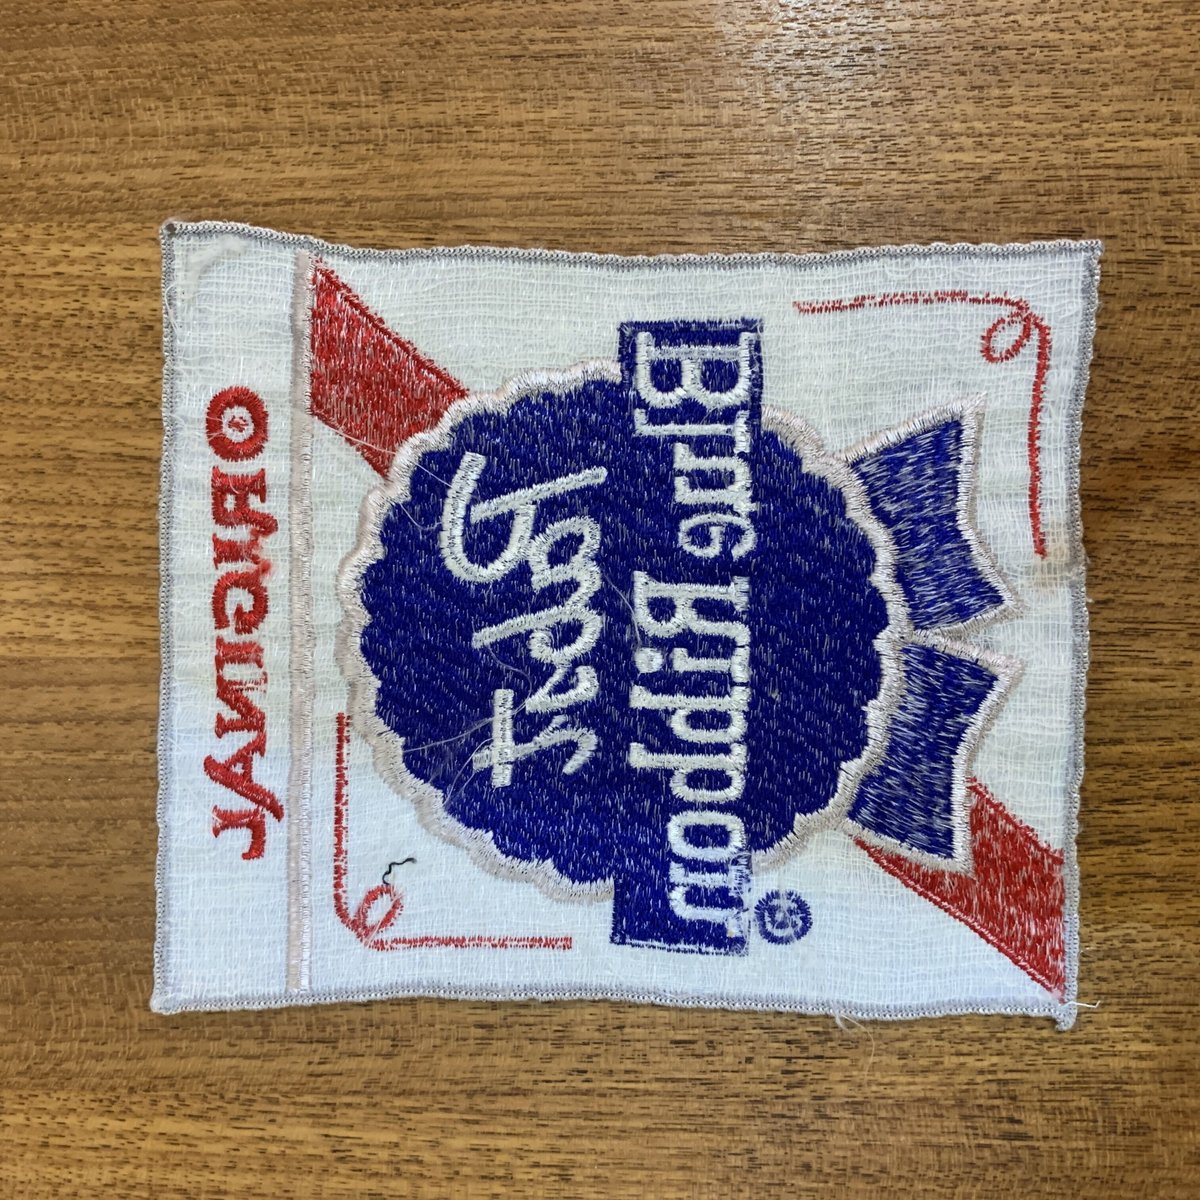 ORIGINAL
Pabst
Blue Ribbon
®